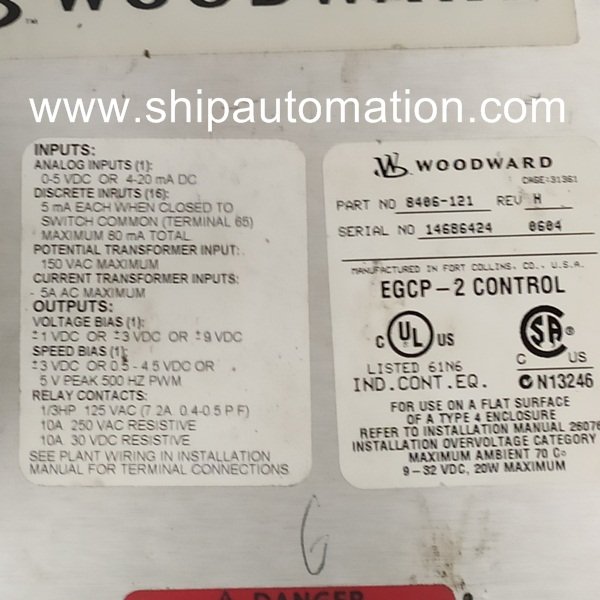 WOODWARD
www.shipautomation.com
INPUTS:
ANALOG INPUTS (1):
0-5 VDC OR 4-20 mA DC
DISCRETE INPUTS (16):
5 mA EACH WHEN CLOSED TO
SWITCH COMMON (TERMINAL 65)
MAXIMUM 80 mA TOTAL
POTENTIAL TRANSFORMER INPUT:
150 VAC MAXIMUM
CURRENT TRANSFORMER INPUTS:
5A AC MAXIMUM
OUTPUTS:
VOLTAGE BIAS (1):
±1 VDC OR ±3 VDC OR ±9 VDC
SPEED BIAS (1)
±3 VDC OR 0.5 - 4.5 VDC OR
5 V PEAK 500 HZ PWM
RELAY CONTACTS:
1/3HP 125 VAC (7.2A 0.4-0.5 P.F)
10A 250 VAC RESISTIVE
10A 30 VDC RESISTIVE
SEE PLANT WIRING IN INSTALLATION
MANUAL FOR TERMINAL CONNECTIONS
WOODWARD
CAGE:31361
PART NO 8406-121 REV H
SERIAL NO 14686424 0604
MANUFACTURED IN FORT COLLINS, CO., U.S.A.
EGCP-2 CONTROL
C UL US
LISTED 61N6
IND.CONT.EQ.
SA ®
C US
N13246
FOR USE ON A FLAT SURFACE
OF A TYPE 4 ENCLOSURE
REFER TO INSTALLATION MANUAL 26076
INSTALLATION OVERVOLTAGE CATEGORY
MAXIMUM AMBIENT 70 C
9-32 VDC, 20W MAXIMUM
6
DANGER